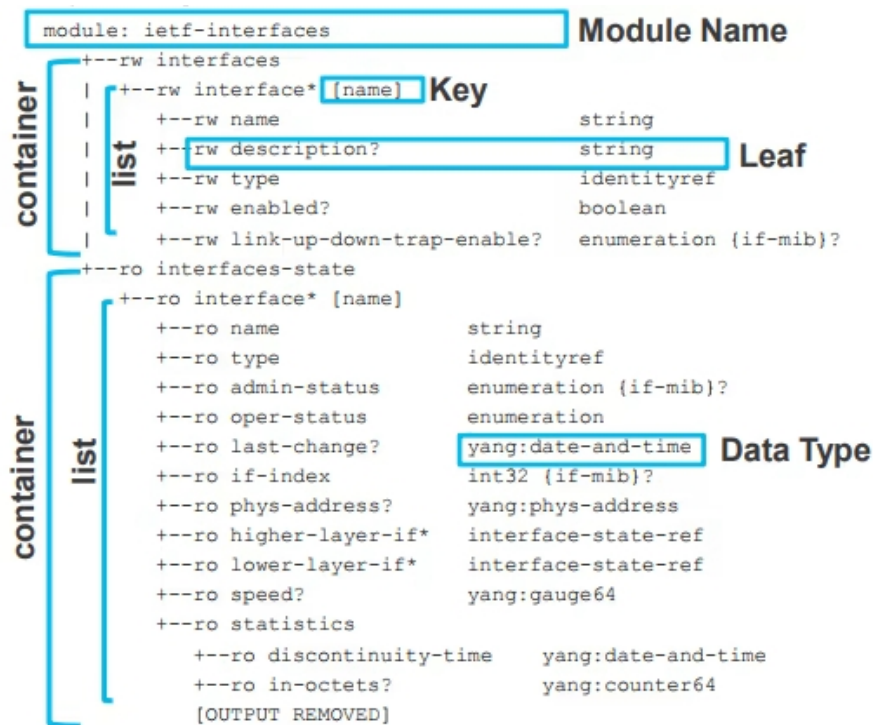 module: ietf-interfaces Module Name
+--rw interfaces
| +--rw interface* [name] Key
| +--rw name string
| +--rw description? string Leaf
| +--rw type identityref
| +--rw enabled? boolean
| +--rw link-up-down-trap-enable? enumeration {if-mib}?
container
list
+--ro interfaces-state
+--ro interface* [name]
+--ro name string
+--ro type identityref
+--ro admin-status enumeration {if-mib}?
+--ro oper-status enumeration
+--ro last-change? yang:date-and-time Data Type
+--ro if-index int32 {if-mib}?
+--ro phys-address? yang:phys-address
+--ro higher-layer-if* interface-state-ref
+--ro lower-layer-if* interface-state-ref
+--ro speed? yang:gauge64
+--ro statistics
+--ro discontinuity-time yang:date-and-time
+--ro in-octets? yang:counter64
[OUTPUT REMOVED]
container
list